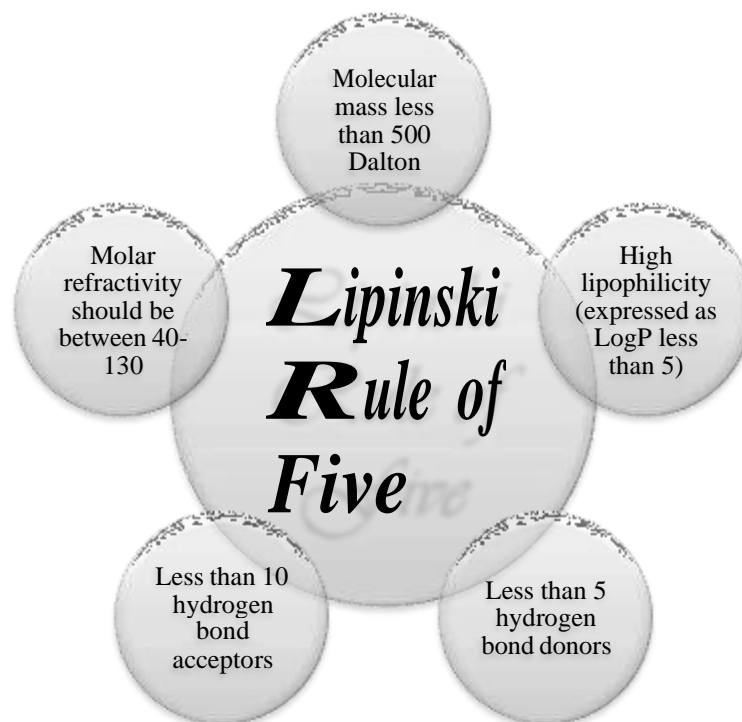 Molecular
mass less
than 500
Dalton
Molar
refractivity
should be
between 40-
130
High
lipophilicity
(expressed as
LogP less
than 5)
Lipinski
Rule of
Five
Less than 10
hydrogen
bond
acceptors
Less than 5
hydrogen
bond donors